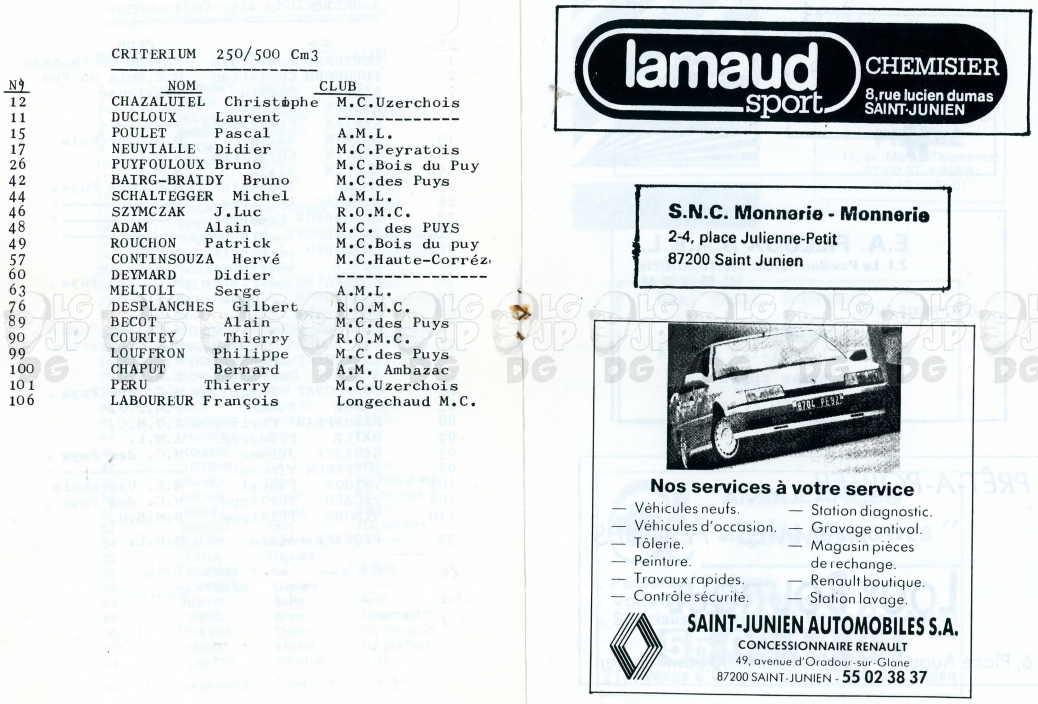 CRITERIUM 250/500 Cm3
N° NOM CLUB
12 CHAZALUIEL Christophe M.C.Uzerchois
11 DUCLOUX Laurent --------------
15 POULET Pascal A.M.L.
17 NEUVIALLE Didier M.C.Peyratois
26 PUYFOULOUX Bruno M.C.Bois du Puy
42 BAIRG-BRAIDY Bruno M.C.des Puys
44 SCHALTEGGER Michel A.M.L.
46 SZYMCZAK J.Luc R.O.M.C.
48 ADAM Alain M.C. des PUYS
49 ROUCHON Patrick M.C.Bois du puy
57 CONTINSOUZA Hervé M.C.Haute-Corréz
60 DEYMARD Didier --------------
63 MELIOLI Serge A.M.L.
76 DESPLANCHES Gilbert R.O.M.C.
89 BECOT Alain M.C.des Puys
90 COURTEY Thierry R.O.M.C.
99 LOUFFRON Philippe M.C.des Puys
100 CHAPUT Bernard A.M. Ambazac
101 PERU Thierry M.C.Uzerchois
106 LABOUREUR François Longechaud M.C.
lamaud
sport
CHEMISIER
8,rue lucien dumas
SAINT-JUNIEN
S.N.C. Monnerie - Monnerie
2-4, place Julienne-Petit
87200 Saint Junien
8704 PE92
Nos services à votre service
— Véhicules neufs.
— Véhicules d'occasion.
— Tôlerie.
— Peinture.
— Travaux rapides.
— Contrôle sécurité.
— Station diagnostic.
— Gravage antivol.
— Magasin pièces
de rechange.
— Renault boutique.
— Station lavage.
SAINT-JUNIEN AUTOMOBILES S.A.
CONCESSIONNAIRE RENAULT
49, avenue d'Oradour-sur-Glane
87200 SAINT-JUNIEN - 55 02 38 37